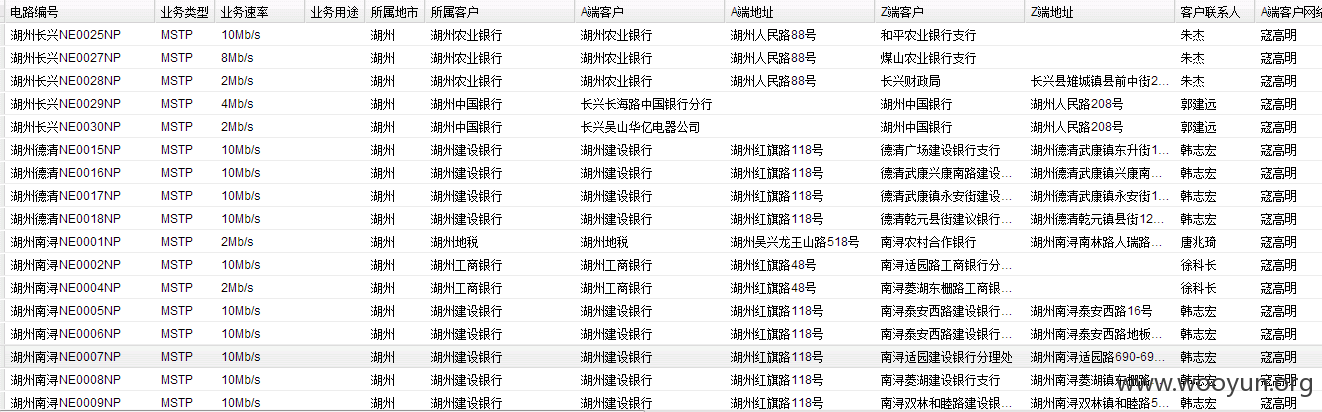 电路编号 业务类型 业务速率 业务用途 所属地市 所属客户 A端客户 A端地址 Z端客户 Z端地址 客户联系人 A端客户网络
湖州长兴NE0025NP MSTP 10Mb/s 湖州 湖州农业银行 湖州农业银行 湖州人民路88号 和平农业银行支行 朱杰 寇高明
湖州长兴NE0027NP MSTP 8Mb/s 湖州 湖州农业银行 湖州农业银行 湖州人民路88号 煤山农业银行支行 朱杰 寇高明
湖州长兴NE0028NP MSTP 2Mb/s 湖州 湖州农业银行 湖州农业银行 湖州人民路88号 长兴财政局 长兴县雉城镇县前中街2... 朱杰 寇高明
湖州长兴NE0029NP MSTP 4Mb/s 湖州 湖州中国银行 长兴长海路中国银行分行 湖州中国银行 湖州人民路208号 郭建远 寇高明
湖州长兴NE0030NP MSTP 2Mb/s 湖州 湖州中国银行 长兴吴山华亿电器公司 湖州中国银行 湖州人民路208号 郭建远 寇高明
湖州德清NE0015NP MSTP 10Mb/s 湖州 湖州建设银行 湖州建设银行 湖州红旗路118号 德清广场建设银行支行 湖州德清武康镇东升街1... 韩志宏 寇高明
湖州德清NE0016NP MSTP 10Mb/s 湖州 湖州建设银行 湖州建设银行 湖州红旗路118号 德清武康兴康南路建设... 湖州德清武康镇兴康南... 韩志宏 寇高明
湖州德清NE0017NP MSTP 10Mb/s 湖州 湖州建设银行 湖州建设银行 湖州红旗路118号 德清武康镇永安街建设... 湖州德清武康镇永安街1... 韩志宏 寇高明
湖州德清NE0018NP MSTP 10Mb/s 湖州 湖州建设银行 湖州建设银行 湖州红旗路118号 德清乾元县街建议银行... 湖州德清乾元镇县街12... 韩志宏 寇高明
湖州南浔NE0001NP MSTP 2Mb/s 湖州 湖州地税 湖州地税 湖州吴兴龙王山路518号 南浔农村合作银行 湖州南浔南林路人瑞路... 唐兆琦 寇高明
湖州南浔NE0002NP MSTP 10Mb/s 湖州 湖州工商银行 湖州工商银行 湖州红旗路48号 南浔适园路工商银行分... 徐科长 寇高明
湖州南浔NE0004NP MSTP 2Mb/s 湖州 湖州工商银行 湖州工商银行 湖州红旗路48号 南浔菱湖东栅路工商银... 徐科长 寇高明
湖州南浔NE0005NP MSTP 10Mb/s 湖州 湖州建设银行 湖州建设银行 湖州红旗路118号 南浔泰安西路建设银行... 湖州南浔泰安西路16号 韩志宏 寇高明
湖州南浔NE0006NP MSTP 10Mb/s 湖州 湖州建设银行 湖州建设银行 湖州红旗路118号 南浔泰安西路建设银行... 湖州南浔泰安西路地板... 韩志宏 寇高明
湖州南浔NE0007NP MSTP 10Mb/s 湖州 湖州建设银行 湖州建设银行 湖州红旗路118号 南浔适园建设银行分理处 湖州南浔适园路690-69... 韩志宏 寇高明
湖州南浔NE0008NP MSTP 10Mb/s 湖州 湖州建设银行 湖州建设银行 湖州红旗路118号 南浔菱湖建设银行支行 湖州南浔菱湖镇东栅路... 韩志宏 寇高明
湖州南浔NE0009NP MSTP 10Mb/s 湖州 湖州建设银行 湖州建设银行 湖州红旗路118号 南浔双林和睦路建设银... 湖州南浔双林镇和睦路5... 韩志宏 寇高明
www.wooyun.org